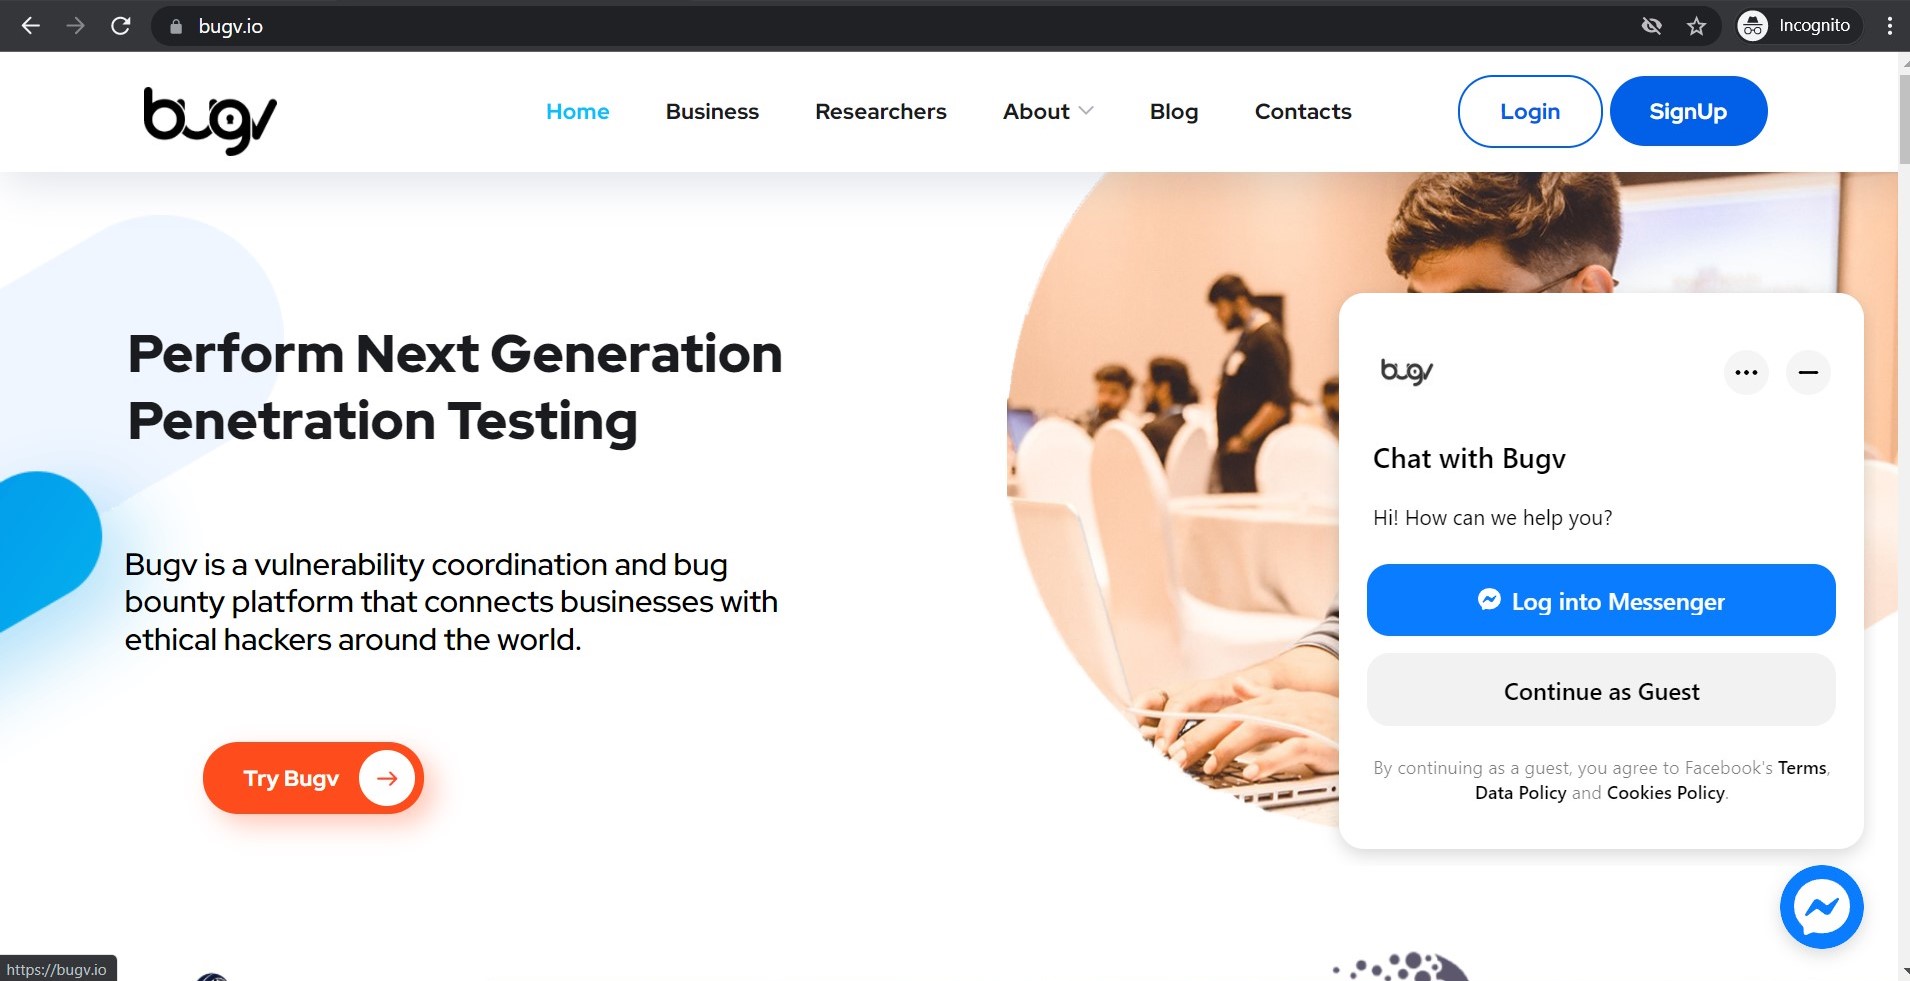 bugv.io
Incognito
bugv
Home
Business
Researchers
About
Blog
Contacts
Login
SignUp
Perform Next Generation
Penetration Testing
Bugv is a vulnerability coordination and bug
bounty platform that connects businesses with
ethical hackers around the world.
Try Bugv
bugv
Chat with Bugv
Hi! How can we help you?
Log into Messenger
Continue as Guest
By continuing as a guest, you agree to Facebook's Terms,
Data Policy and Cookies Policy.
https://bugv.io